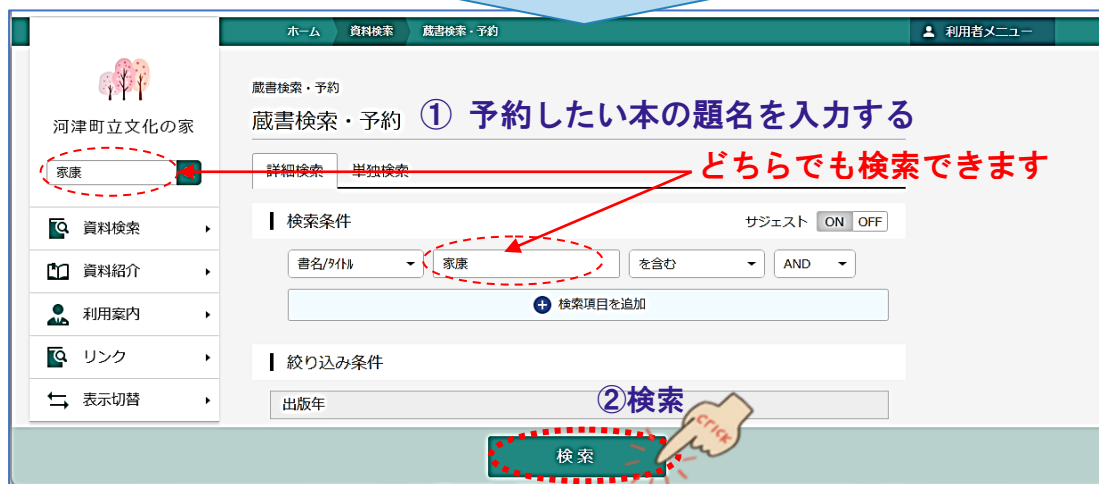 ホーム 資料検索 蔵書検索・予約 利用者メニュー
河津町立文化の家
家康
資料検索
資料紹介
利用案内
リンク
表示切替
蔵書検索・予約
蔵書検索・予約 ① 予約したい本の題名を入力する
詳細検索 単独検索 どちらでも検索できます
検索条件 サジェスト ON OFF
書名/タイトル 家康 を含む AND
検索項目を追加
絞り込み条件
出版年
②検索
CRICK
検索